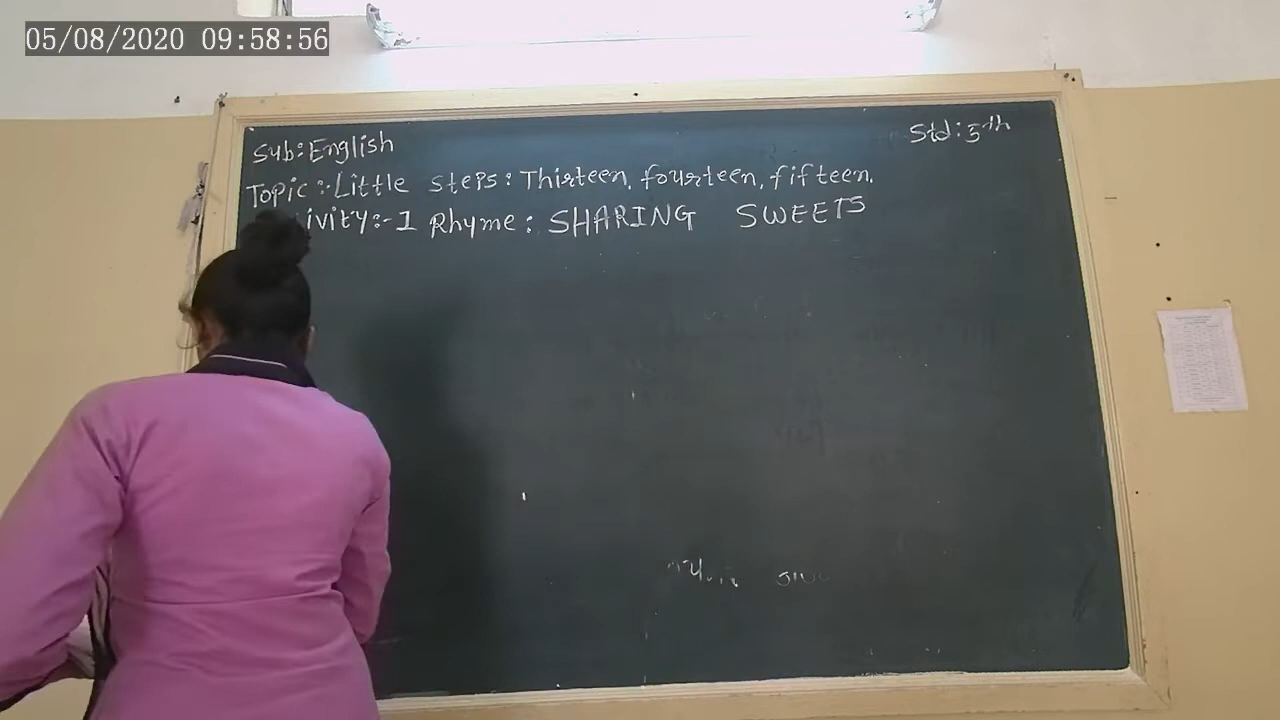 05/08/2020 09:58:56
Sub:English
Std:5th
Topic:-Little steps: Thirteen, fourteen, fifteen.
ivity:-1 Rhyme: SHARING SWEETS